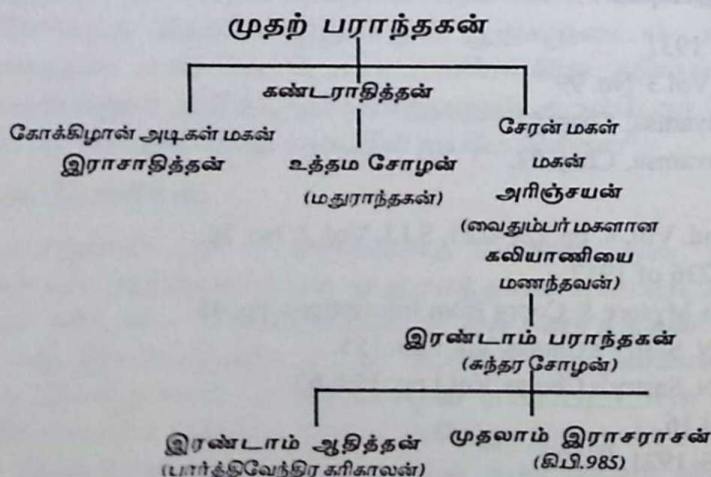 முதற் பராந்தகன்
கண்டராதித்தன்
கோக்கிழான் அடிகள் மகன்
இராசாதித்தன்
உத்தம சோழன்
(மதுராந்தகன்)
சேரன் மகள்
மகன்
அரிஞ்சயன்
(வைதும்பர் மகளான
கலியாணியை
மணந்தவன்)
இரண்டாம் பராந்தகன்
(சுந்தர சோழன்)
இரண்டாம் ஆதித்தன்
(பார்த்திவேந்திர கரிகாலன்)
முதலாம் இராசராசன்
(கி.பி.985)